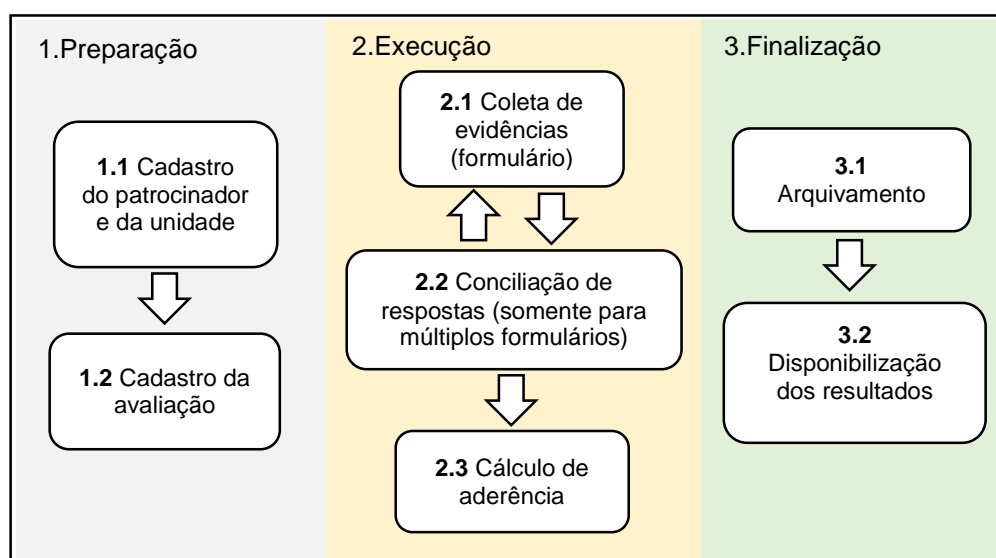 1.Preparação
1.1 Cadastro
do patrocinador
e da unidade
1.2 Cadastro da
avaliação
2.Execução
2.1 Coleta de
evidências
(formulário)
2.2 Conciliação de
respostas (somente para
múltiplos formulários)
2.3 Cálculo de
aderência
3.Finalização
3.1
Arquivamento
3.2
Disponibilização
dos resultados